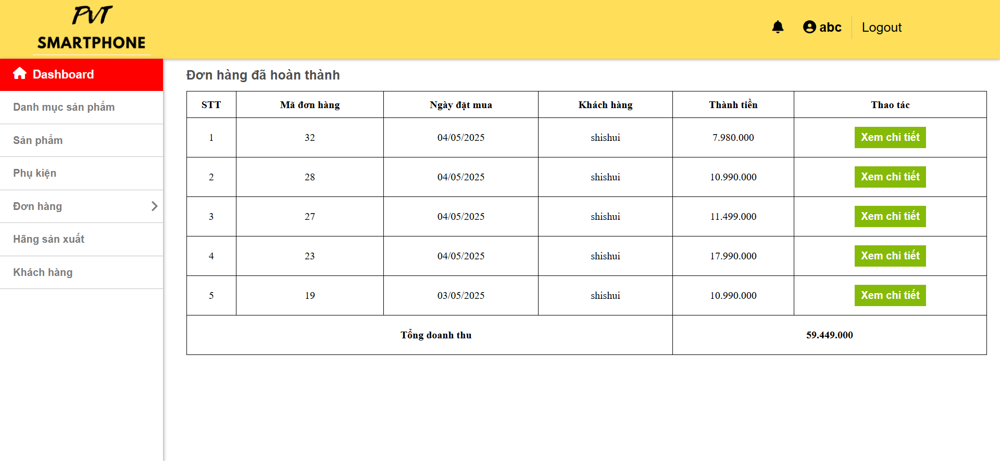 PVT
SMARTPHONE
abc
Logout
Dashboard
Danh mục sản phẩm
Sản phẩm
Phụ kiện
Đơn hàng
Hãng sản xuất
Khách hàng
Đơn hàng đã hoàn thành
STT Mã đơn hàng Ngày đặt mua Khách hàng Thành tiền Thao tác
1 32 04/05/2025 shishui 7.980.000 Xem chi tiết
2 28 04/05/2025 shishui 10.990.000 Xem chi tiết
3 27 04/05/2025 shishui 11.499.000 Xem chi tiết
4 23 04/05/2025 shishui 17.990.000 Xem chi tiết
5 19 03/05/2025 shishui 10.990.000 Xem chi tiết
Tổng doanh thu 59.449.000